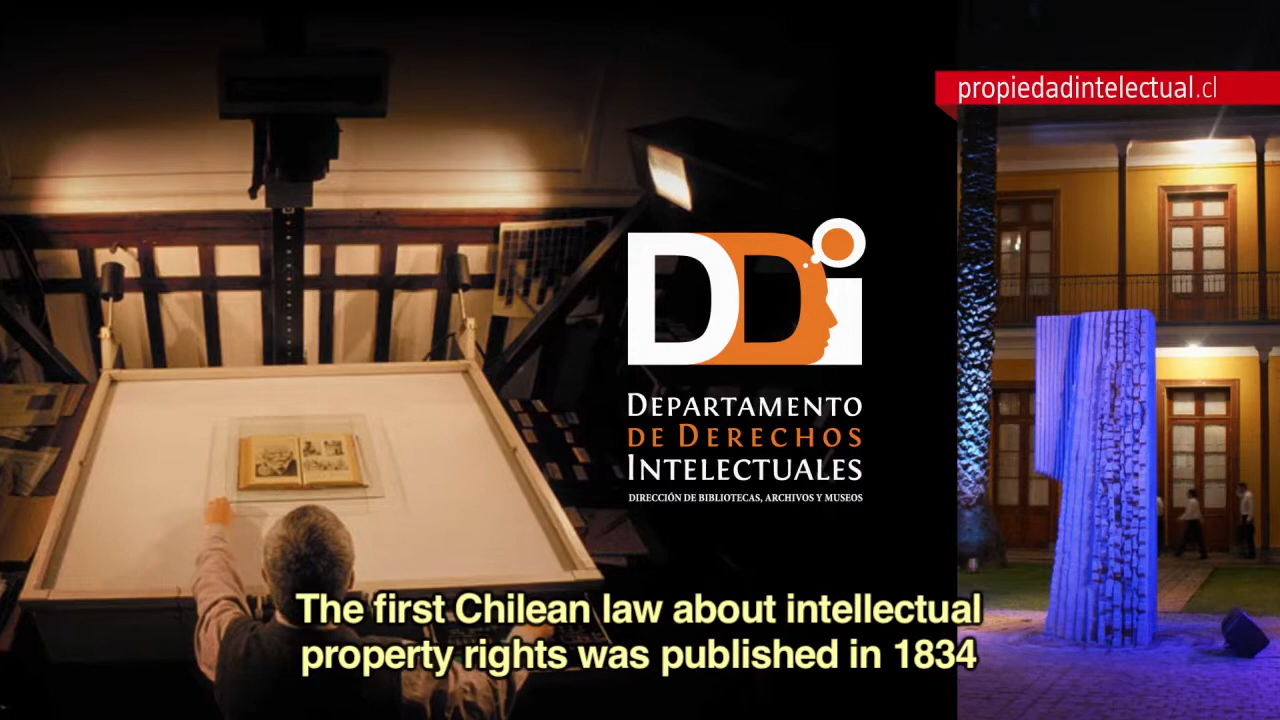 propiedadintelectual.cl
DDi
DEPARTAMENTO
DE DERECHOS
INTELECTUALES
DIRECCIÓN DE BIBLIOTECAS, ARCHIVOS Y MUSEOS
The first Chilean law about intellectual
property rights was published in 1834